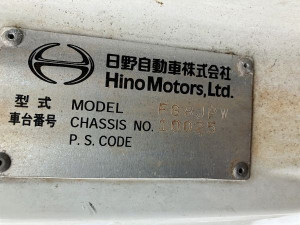 日野自動車株式会社
Hino Motors, Ltd.
型式 MODEL
車台番号 CHASSIS NO.
P. S. CODE